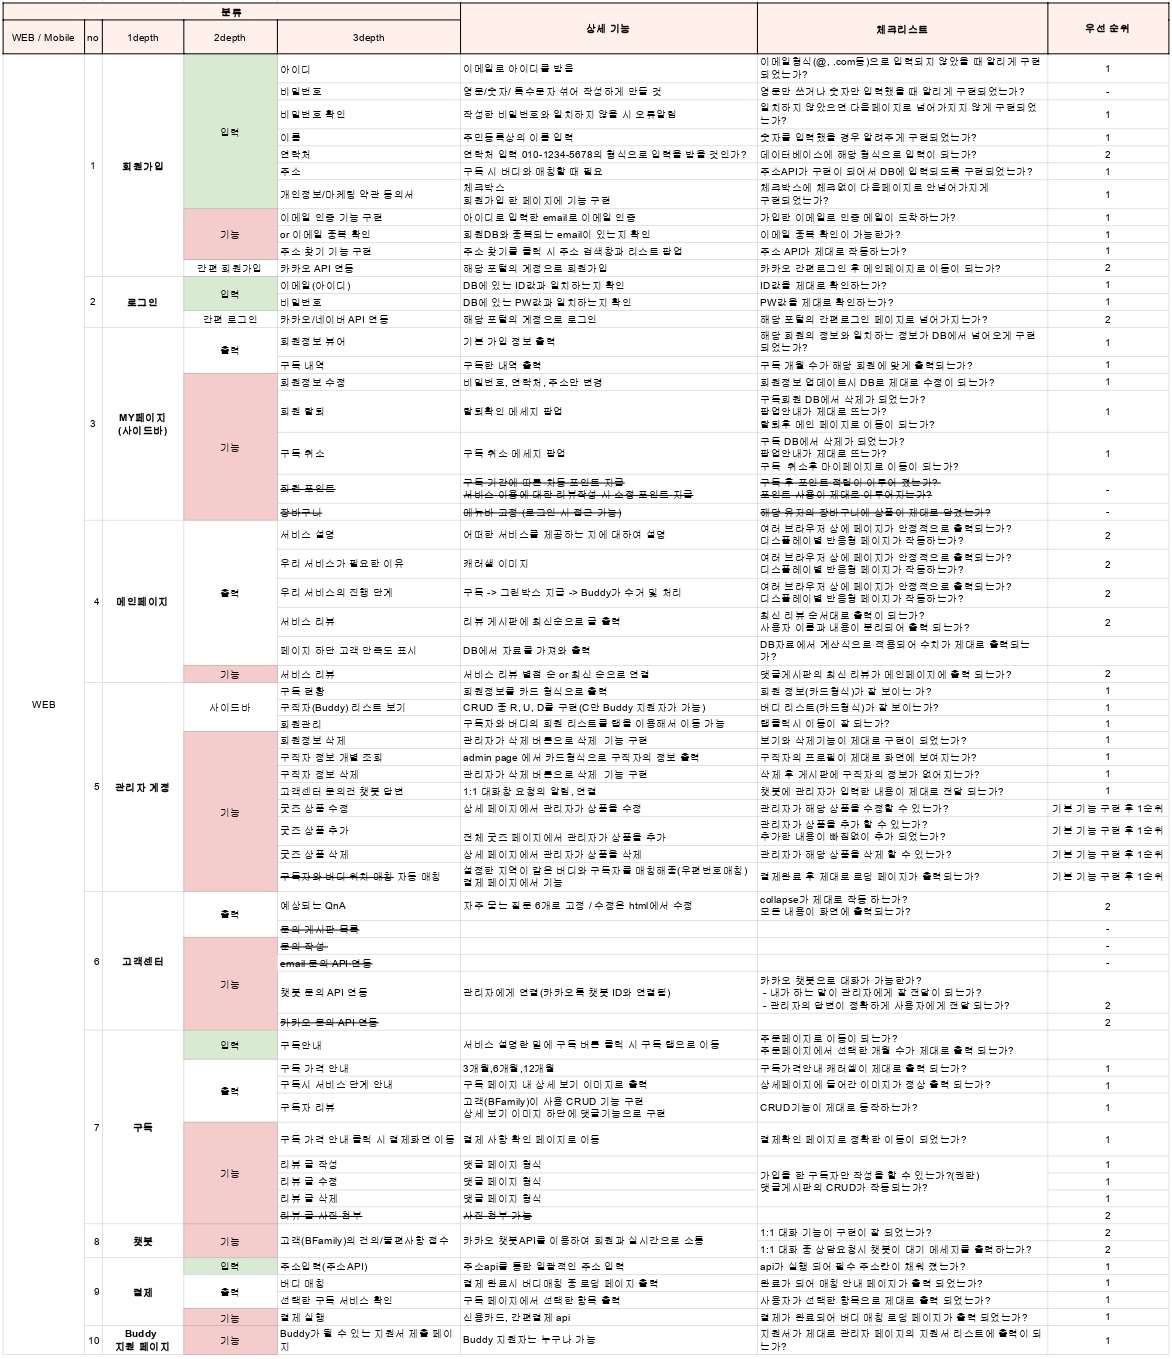 분류 상세 기능 체크리스트 우선 순위
WEB / Mobile no 1depth 2depth 3depth
WEB
1 회원가입
입력
아이디 이메일로 아이디를 받음 이메일형식(@, .com등)으로 입력되지 않았을 때 알리게 구현
되었는가? 1
비밀번호 영문/숫자/ 특수문자 섞어 작성하게 만들 것 영문만 쓰거나 숫자만 입력했을 때 알리게 구현되었는가? -
비밀번호 확인 작성한 비밀번호와 일치하지 않을 시 오류알림 일치하지 않았으면 다음페이지로 넘어가지지 않게 구현되었
는가? 1
이름 주민등록상의 이름 입력 숫자를 입력했을 경우 알려주게 구현되었는가? 1
연락처 연락처 입력 010-1234-5678의 형식으로 입력을 받을 것인가? 데이터베이스에 해당 형식으로 입력이 되는가? 2
주소 구독 시 버디와 매칭할 때 필요 주소API가 구현이 되어서 DB에 입력되도록 구현되었는가? 1
개인정보/마케팅 약관 동의서 체크박스
회원가입 한 페이지에 기능 구현 체크박스에 체크없이 다음페이지로 안넘어가지게
구현되었는가? 1
기능
이메일 인증 기능 구현 아이디로 입력한 email로 이메일 인증 가입한 이메일로 인증 메일이 도착하는가? 1
or 이메일 중복 확인 회원DB와 중복되는 email이 있는지 확인 이메일 중복 확인이 가능한가? 1
주소 찾기 기능 구현 주소 찾기를 클릭 시 주소 검색창과 리스트 팝업 주소 API가 제대로 작동하는가? 1
간편 회원가입 카카오 API 연동 해당 포털의 계정으로 회원가입 카카오 간편로그인 후 메인페이지로 이동이 되는가? 2
2 로그인
입력
이메일(아이디) DB에 있는 ID값과 일치하는지 확인 ID값을 제대로 확인하는가? 1
비밀번호 DB에 있는 PW값과 일치하는지 확인 PW값을 제대로 확인하는가? 1
간편 로그인 카카오/네이버 API 연동 해당 포털의 계정으로 로그인 해당 포털의 간편로그인 페이지로 넘어가지는가? 2
3 MY페이지
(사이드바)
출력
회원정보 뷰어 기본 가입 정보 출력 해당 회원의 정보와 일치하는 정보가 DB에서 넘어오게 구현
되었는가? 1
구독 내역 구독한 내역 출력 구독 개월 수가 해당 회원에 맞게 출력되는가? 1
기능
회원정보 수정 비밀번호, 연락처, 주소만 변경 회원정보 업데이트시 DB로 제대로 수정이 되는가? 1
회원 탈퇴 탈퇴확인 메세지 팝업 구독회원 DB에서 삭제가 되었는가?
팝업안내가 제대로 뜨는가?
탈퇴후 메인 페이지로 이동이 되는가? 1
구독 취소 구독 취소 메세지 팝업 구독 DB에서 삭제가 되었는가?
팝업안내가 제대로 뜨는가?
구독 취소후 마이페이지로 이동이 되는가? 1
회원 포인트 구독 기간에 따른 차등 포인트 지급
서비스 이용에 대한 리뷰작성 시 소정 포인트 지급 구독 후 포인트 적립이 이루어 졌는가?
포인트 사용이 제대로 이루어지는가? -
장바구니 메뉴바 고정 (로그인 시 접근 가능) 해당 유저의 장바구니에 상품이 제대로 담겼는가? -
4 메인페이지
출력
서비스 설명 어떠한 서비스를 제공하는 지에 대하여 설명 여러 브라우저 상에 페이지가 안정적으로 출력되는가?
디스플레이별 반응형 페이지가 작동하는가? 2
우리 서비스가 필요한 이유 캐러셀 이미지 여러 브라우저 상에 페이지가 안정적으로 출력되는가?
디스플레이별 반응형 페이지가 작동하는가? 2
우리 서비스의 진행 단계 구독 -> 그린박스 지급 -> Buddy가 수거 및 처리 여러 브라우저 상에 페이지가 안정적으로 출력되는가?
디스플레이별 반응형 페이지가 작동하는가? 2
서비스 리뷰 리뷰 게시판에 최신순으로 글 출력 최신 리뷰 순서대로 출력이 되는가?
사용자 이름과 내용이 분리되어 출력 되는가? 2
페이지 하단 고객 만족도 표시 DB에서 자료를 가져와 출력 DB자료에서 계산식으로 적용되어 수치가 제대로 출력되는
가?
기능 서비스 리뷰 서비스 리뷰 별점 순 or 최신 순으로 연결 댓글게시판의 최신 리뷰가 메인페이지에 출력 되는가? 2
5 관리자 계정
사이드바
구독 현황 회원정보를 카드 형식으로 출력 회원 정보(카드형식)가 잘 보이는 가? 1
구직자(Buddy) 리스트 보기 CRUD 중 R, U, D를 구현(C만 Buddy 지원자가 가능) 버디 리스트(카드형식)가 잘 보이는가? 1
회원관리 구독자와 버디의 회원 리스트를 탭을 이용해서 이동 가능 탭클릭시 이동이 잘 되는가? 1
기능
회원정보 삭제 관리자가 삭제 버튼으로 삭제 기능 구현 보기와 삭제기능이 제대로 구현이 되었는가? 1
구직자 정보 개별 조회 admin page 에서 카드형식으로 구직자의 정보 출력 구직자의 프로필이 제대로 화면에 보여지는가? 1
구직자 정보 삭제 관리자가 삭제 버튼으로 삭제 기능 구현 삭제 후 게시판에 구직자의 정보가 없어지는가? 1
고객센터 문의건 챗봇 답변 1:1 대화창 요청의 알림, 연결 챗봇에 관리자가 입력한 내용이 제대로 전달 되는가? 1
굿즈 상품 수정 상세 페이지에서 관리자가 상품을 수정 관리자가 해당 상품을 수정할 수 있는가? 기본 기능 구현 후 1순위
굿즈 상품 추가 전체 굿즈 페이지에서 관리자가 상품을 추가 관리자가 상품을 추가 할 수 있는가?
추가한 내용이 빠짐없이 추가 되었는가? 기본 기능 구현 후 1순위
굿즈 상품 삭제 상세 페이지에서 관리자가 상품을 삭제 관리자가 해당 상품을 삭제 할 수 있는가? 기본 기능 구현 후 1순위
구독자와 버디 위치 매칭 자동 매칭 설정한 지역이 같은 버디와 구독자를 매칭해줌(우편번호매칭)
결제 페이지에서 기능 결제완료 후 제대로 로딩 페이지가 출력되는가? 기본 기능 구현 후 1순위
6 고객센터
출력
예상되는 QnA 자주 묻는 질문 6개로 고정 / 수정은 html에서 수정 collapse가 제대로 작동 하는가?
모든 내용이 화면에 출력되는가? 2
문의 게시판 목록 -
기능
문의 작성 -
email 문의 API 연동 -
챗봇 문의 API 연동 관리자에게 연결(카카오톡 챗봇 ID와 연결됨) 카카오 챗봇으로 대화가 가능한가?
- 내가 하는 말이 관리자에게 잘 전달이 되는가?
- 관리자의 답변이 정확하게 사용자에게 전달 되는가? 2
카카오 문의 API 연동 2
7 구독
입력 구독안내 서비스 설명란 밑에 구독 버튼 클릭 시 구독 탭으로 이동 주문페이지로 이동이 되는가?
주문페이지에서 선택한 개월 수가 제대로 출력 되는가?
출력
구독 가격 안내 3개월,6개월,12개월 구독가격안내 캐러셀이 제대로 출력 되는가? 1
구독시 서비스 단계 안내 구독 페이지 내 상세 보기 이미지로 출력 상세페이지에 들어간 이미지가 정상 출력 되는가? 1
구독자 리뷰 고객(BFamily)이 사용 CRUD 기능 구현
상세 보기 이미지 하단에 댓글기능으로 구현 CRUD기능이 제대로 동작하는가? 1
기능
구독 가격 안내 클릭 시 결제화면 이동 결제 사항 확인 페이지로 이동 결제확인 페이지로 정확한 이동이 되었는가? 1
리뷰 글 작성 댓글 페이지 형식 1
리뷰 글 수정 댓글 페이지 형식 가입을 한 구독자만 작성을 할 수 있는가?(권한)
댓글게시판의 CRUD가 작동되는가? 1
리뷰 글 삭제 댓글 페이지 형식 1
리뷰 글 사진 첨부 사진 첨부 가능 2
8 챗봇 기능 고객(BFamily)의 건의/불편사항 접수 카카오 챗봇API를 이용하여 회원과 실시간으로 소통 1:1 대화 기능이 구현이 잘 되었는가? 2
1:1 대화 중 상담요청시 챗봇이 대기 메세지를 출력하는가? 2
9 결제
입력 주소입력(주소API) 주소api를 통한 일괄적인 주소 입력 api가 실행 되어 필수 주소칸이 채워 졌는가? 1
출력
버디 매칭 결제 완료시 버디매칭 중 로딩 페이지 출력 완료가 되어 매칭 안내 페이지가 출력 되었는가? 1
선택한 구독 서비스 확인 구독 페이지에서 선택한 항목 출력 사용자가 선택한 항목으로 제대로 출력 되는가? 1
기능 결제 실행 신용카드, 간편결제 api 결제가 완료되어 버디 매칭 로딩페이지가 출력 되었는가? 1
10 Buddy
지원 페이지
기능 Buddy가 될 수 있는 지원서 제출 페이
지 Buddy 지원자는 누구나 가능 지원서가 제대로 관리자 페이지의 지원서 리스트에 출력이 되
는가? 1